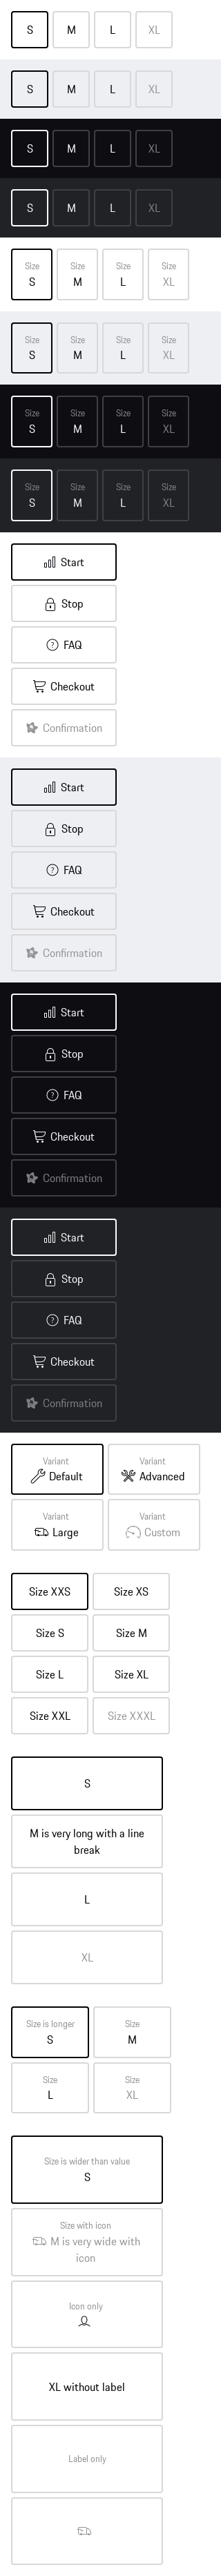 S M L XL
S M L XL
S M L XL
S M L XL
Size Size Size Size
S M L XL
Size Size Size Size
S M L XL
Size Size Size Size
S M L XL
Size Size Size Size
S M L XL
Start
Stop
FAQ
Checkout
Confirmation
Start
Stop
FAQ
Checkout
Confirmation
Start
Stop
FAQ
Checkout
Confirmation
Start
Stop
FAQ
Checkout
Confirmation
Variant Variant
Default Advanced
Variant Variant
Large Custom
Size XXS Size XS
Size S Size M
Size L Size XL
Size XXL Size XXXL
S
M is very long with a line
break
L
XL
Size is longer Size
S M
Size Size
L XL
Size is wider than value
S
Size with icon
M is very wide with
icon
Icon only
XL without label
Label only